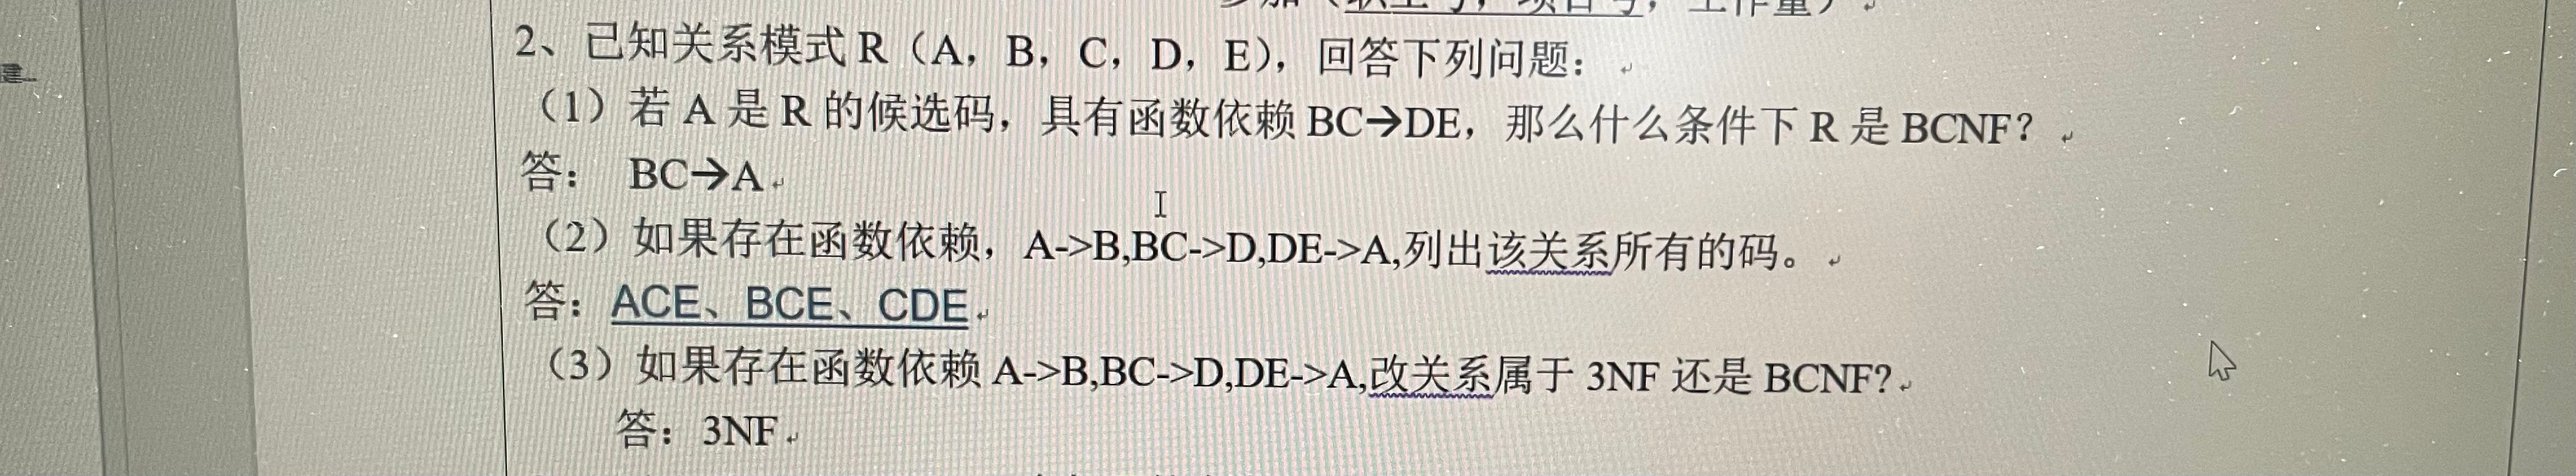 2、已知关系模式 R（A，B，C，D，E），回答下列问题：
（1）若 A 是 R 的候选码，具有函数依赖 BC→DE，那么什么条件下 R 是 BCNF？
答： BC→A
（2）如果存在函数依赖，A->B,BC->D,DE->A,列出该关系所有的码。
答：ACE、BCE、CDE
（3）如果存在函数依赖 A->B,BC->D,DE->A,改关系属于 3NF 还是 BCNF?
答：3NF